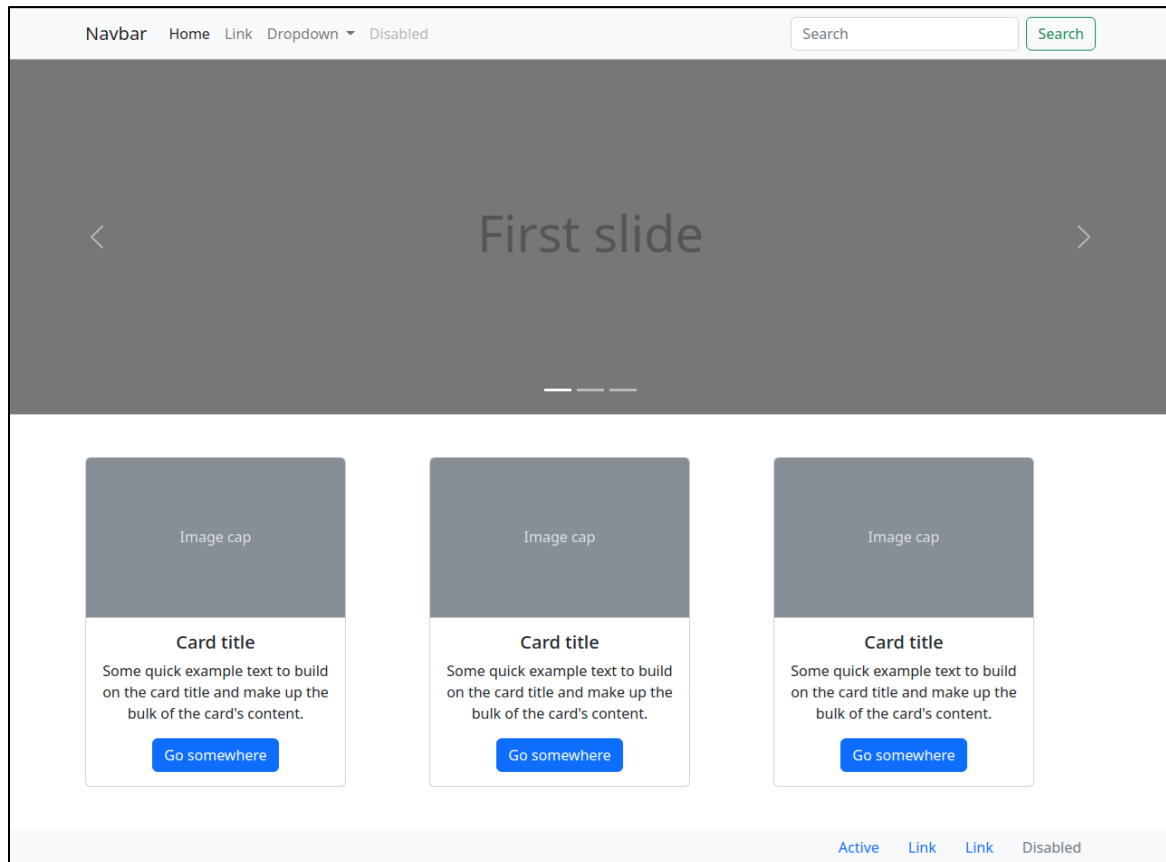 Navbar Home Link Dropdown Disabled Search Search
First slide
Image cap
Card title
Some quick example text to build
on the card title and make up the
bulk of the card's content.
Go somewhere
Image cap
Card title
Some quick example text to build
on the card title and make up the
bulk of the card's content.
Go somewhere
Image cap
Card title
Some quick example text to build
on the card title and make up the
bulk of the card's content.
Go somewhere
Active Link Link Disabled